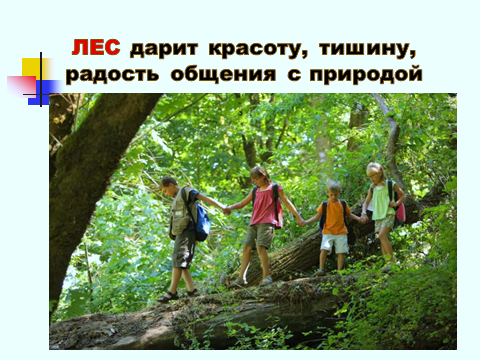 ЛЕС дарит красоту, тишину,
радость общения с природой